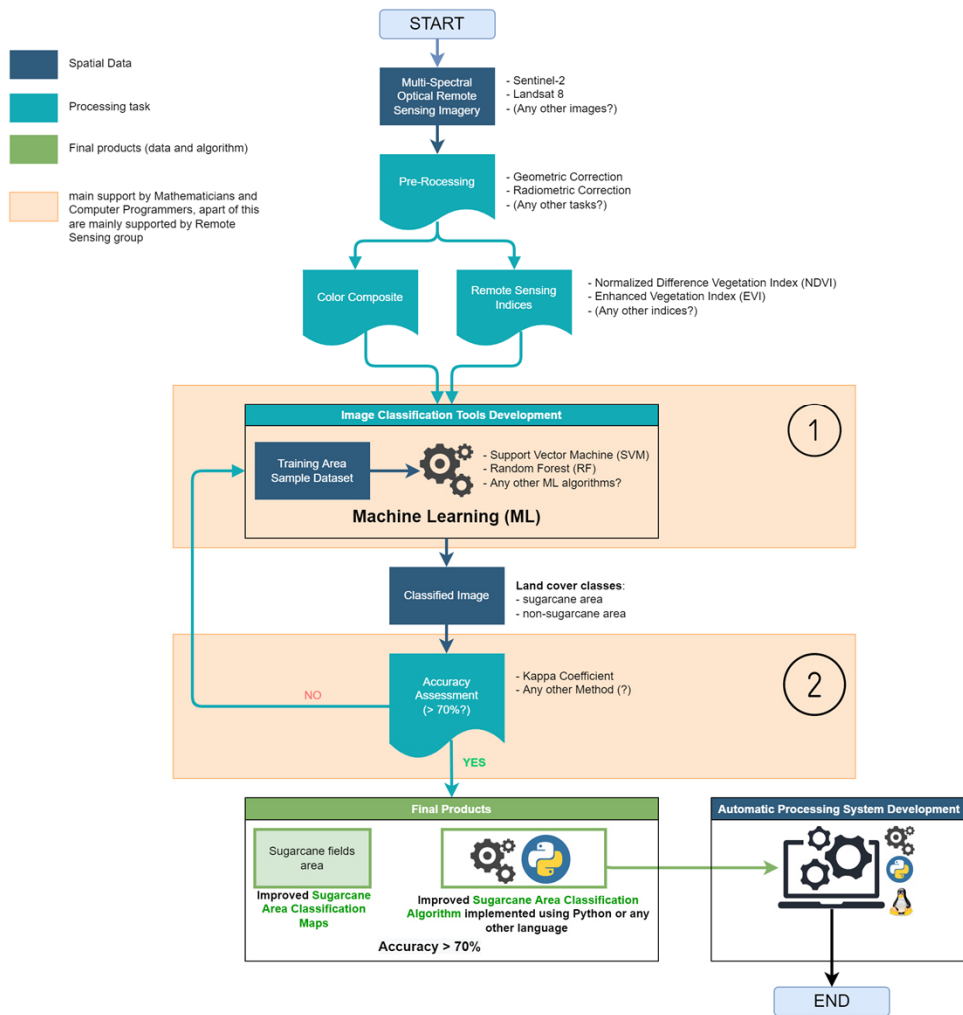 START
Spatial Data
Processing task
Final products (data and algorithm)
main support by Mathematicians and
Computer Programmers, apart of this
are mainly supported by Remote
Sensing group
Multi-Spectral
Optical Remote
Sensing Imagery
- Sentinel-2
- Landsat 8
- (Any other images?)
Pre-Rocessing
- Geometric Correction
- Radiometric Correction
- (Any other tasks?)
Color Composite
Remote Sensing
Indices
- Normalized Difference Vegetation Index (NDVI)
- Enhanced Vegetation Index (EVI)
- (Any other indices?)
Image Classification Tools Development
1
Training Area
Sample Dataset
- Support Vector Machine (SVM)
- Random Forest (RF)
- Any other ML algorithms?
Machine Learning (ML)
Classified Image
Land cover classes:
- sugarcane area
- non-sugarcane area
Accuracy
Assessment
(> 70%?)
- Kappa Coefficient
- Any other Method (?)
2
NO
YES
Final Products
Sugarcane fields
area
Improved Sugarcane
Area Classification
Maps
Improved Sugarcane Area Classification
Algorithm implemented using Python or any
other language
Accuracy > 70%
Automatic Processing System Development
END